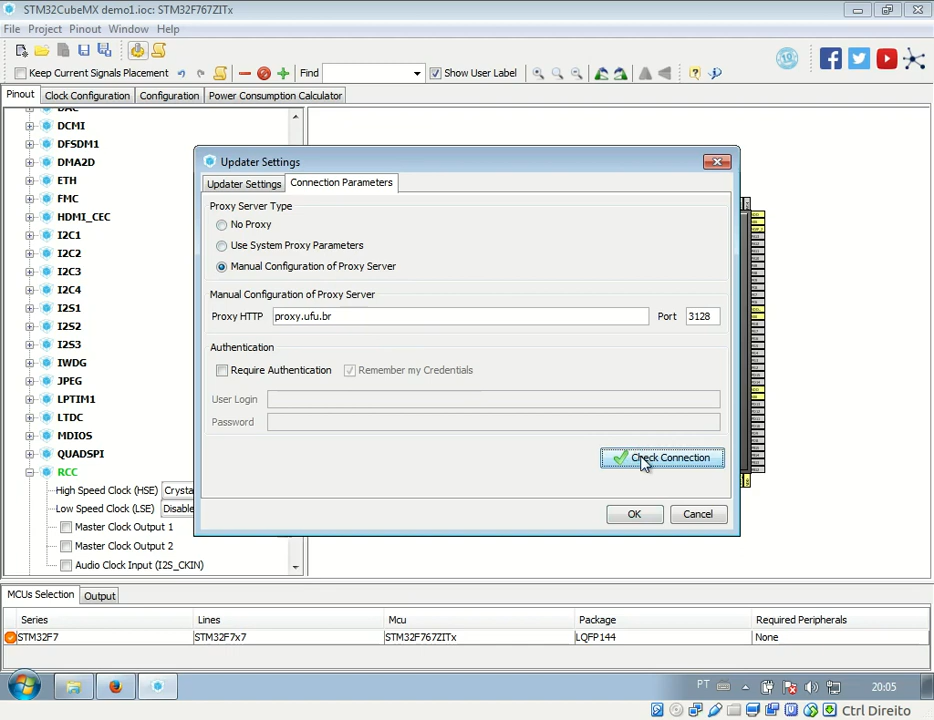 STM32CubeMX demo1.ioc: STM32F767ZITx
File Project Pinout Window Help
Keep Current Signals Placement Find Show User Label
Pinout Clock Configuration Configuration Power Consumption Calculator
DAC
DCMI
DFSDM1
DMA2D
ETH
FMC
HDMI_CEC
I2C1
I2C2
I2C3
I2C4
I2S1
I2S2
I2S3
IWDG
JPEG
LPTIM1
LTDC
MDIOS
QUADSPI
RCC
High Speed Clock (HSE) Crysta
Low Speed Clock (LSE) Disable
Master Clock Output 1
Master Clock Output 2
Audio Clock Input (I2S_CKIN)
Updater Settings
Updater Settings Connection Parameters
Proxy Server Type
No Proxy
Use System Proxy Parameters
Manual Configuration of Proxy Server
Manual Configuration of Proxy Server
Proxy HTTP proxy.ufu.br Port 3128
Authentication
Require Authentication Remember my Credentials
User Login
Password
Check Connection
OK Cancel
MCUs Selection Output
Series Lines Mcu Package Required Peripherals
STM32F7 STM32F7x7 STM32F767ZITx LQFP144 None
PT 20:05
Ctrl Direito